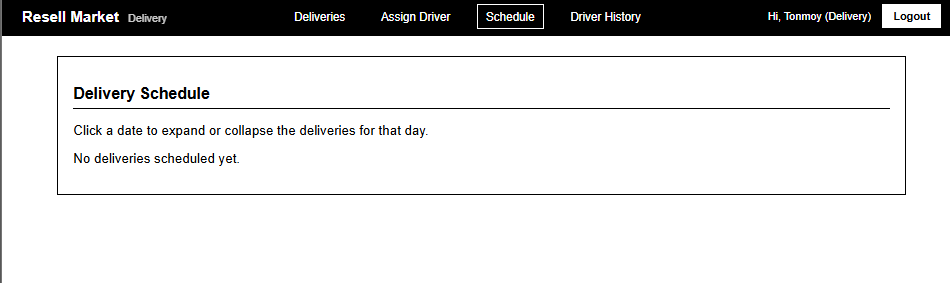 Resell Market Delivery Deliveries Assign Driver Schedule Driver History Hi, Tonmoy (Delivery) Logout
Delivery Schedule
Click a date to expand or collapse the deliveries for that day.
No deliveries scheduled yet.